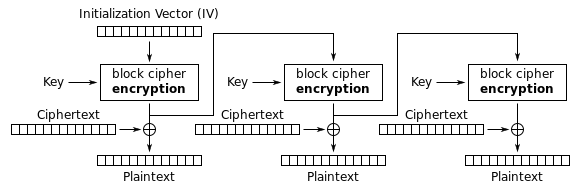 Initialization Vector (IV)
Key
block cipher
encryption
Key
block cipher
encryption
Key
block cipher
encryption
Ciphertext
Ciphertext
Ciphertext
Plaintext
Plaintext
Plaintext